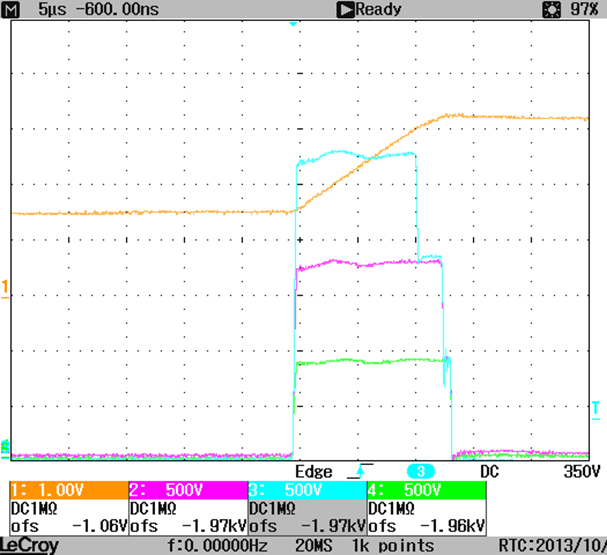 M 5µs -600.00ns Ready 97%
1
T
Edge 3 DC 350V
1: 1.00V 2: 500V 3: 500V 4: 500V
DC1MΩ DC1MΩ DC1MΩ DC1MΩ
ofs -1.06V ofs -1.97kV ofs -1.97kV ofs -1.96kV
LeCroy f:0.00000Hz 20MS 1k points RTC:2013/10/